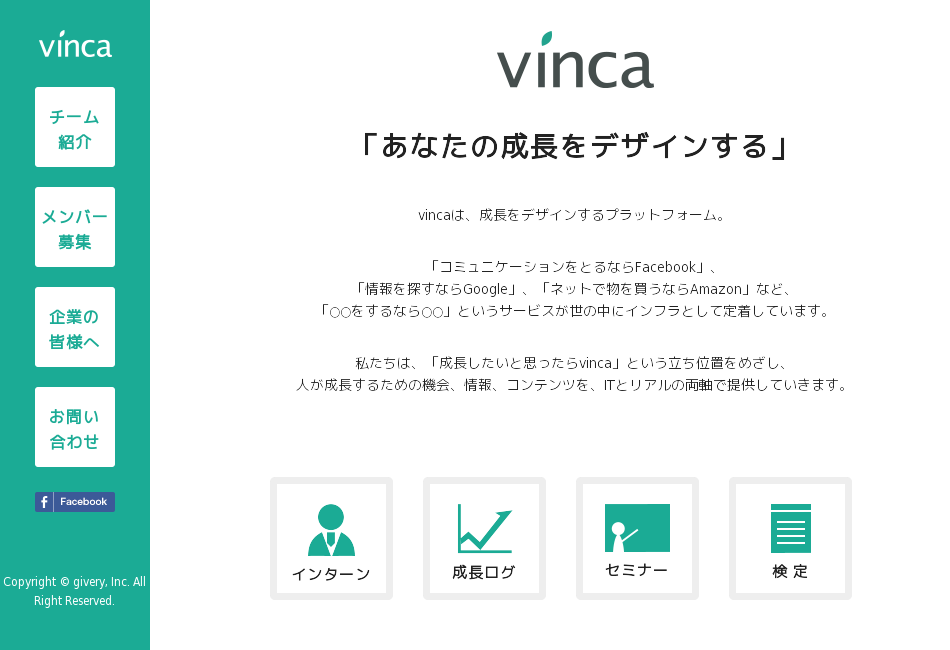 vinca
チーム
紹介
メンバー
募集
企業の
皆様へ
お問い
合わせ
Facebook
Copyright © givery, Inc. All
Right Reserved.
vinca
「あなたの成長をデザインする」
vincaは、成長をデザインするプラットフォーム。
「コミュニケーションをとるならFacebook」、
「情報を探すならGoogle」、「ネットで物を買うならAmazon」など、
「○○をするなら○○」というサービスが世の中にインフラとして定着しています。
私たちは、「成長したいと思ったらvinca」という立ち位置をめざし、
人が成長するための機会、情報、コンテンツを、ITとリアルの両軸で提供していきます。
インターン
成長ログ
セミナー
検 定